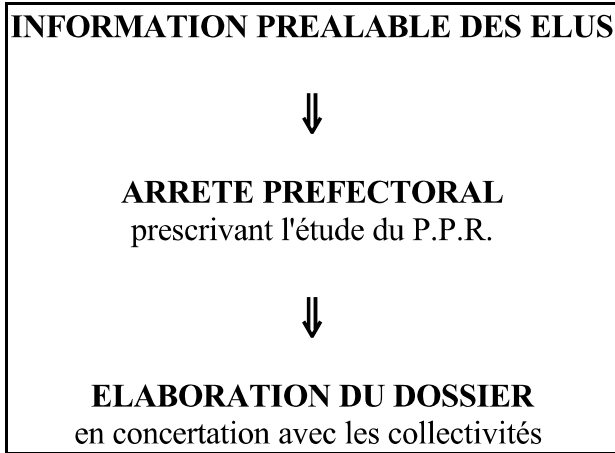 INFORMATION PREALABLE DES ELUS
⇓
ARRETE PREFECTORAL
prescrivant l'étude du P.P.R.
⇓
ELABORATION DU DOSSIER
en concertation avec les collectivités